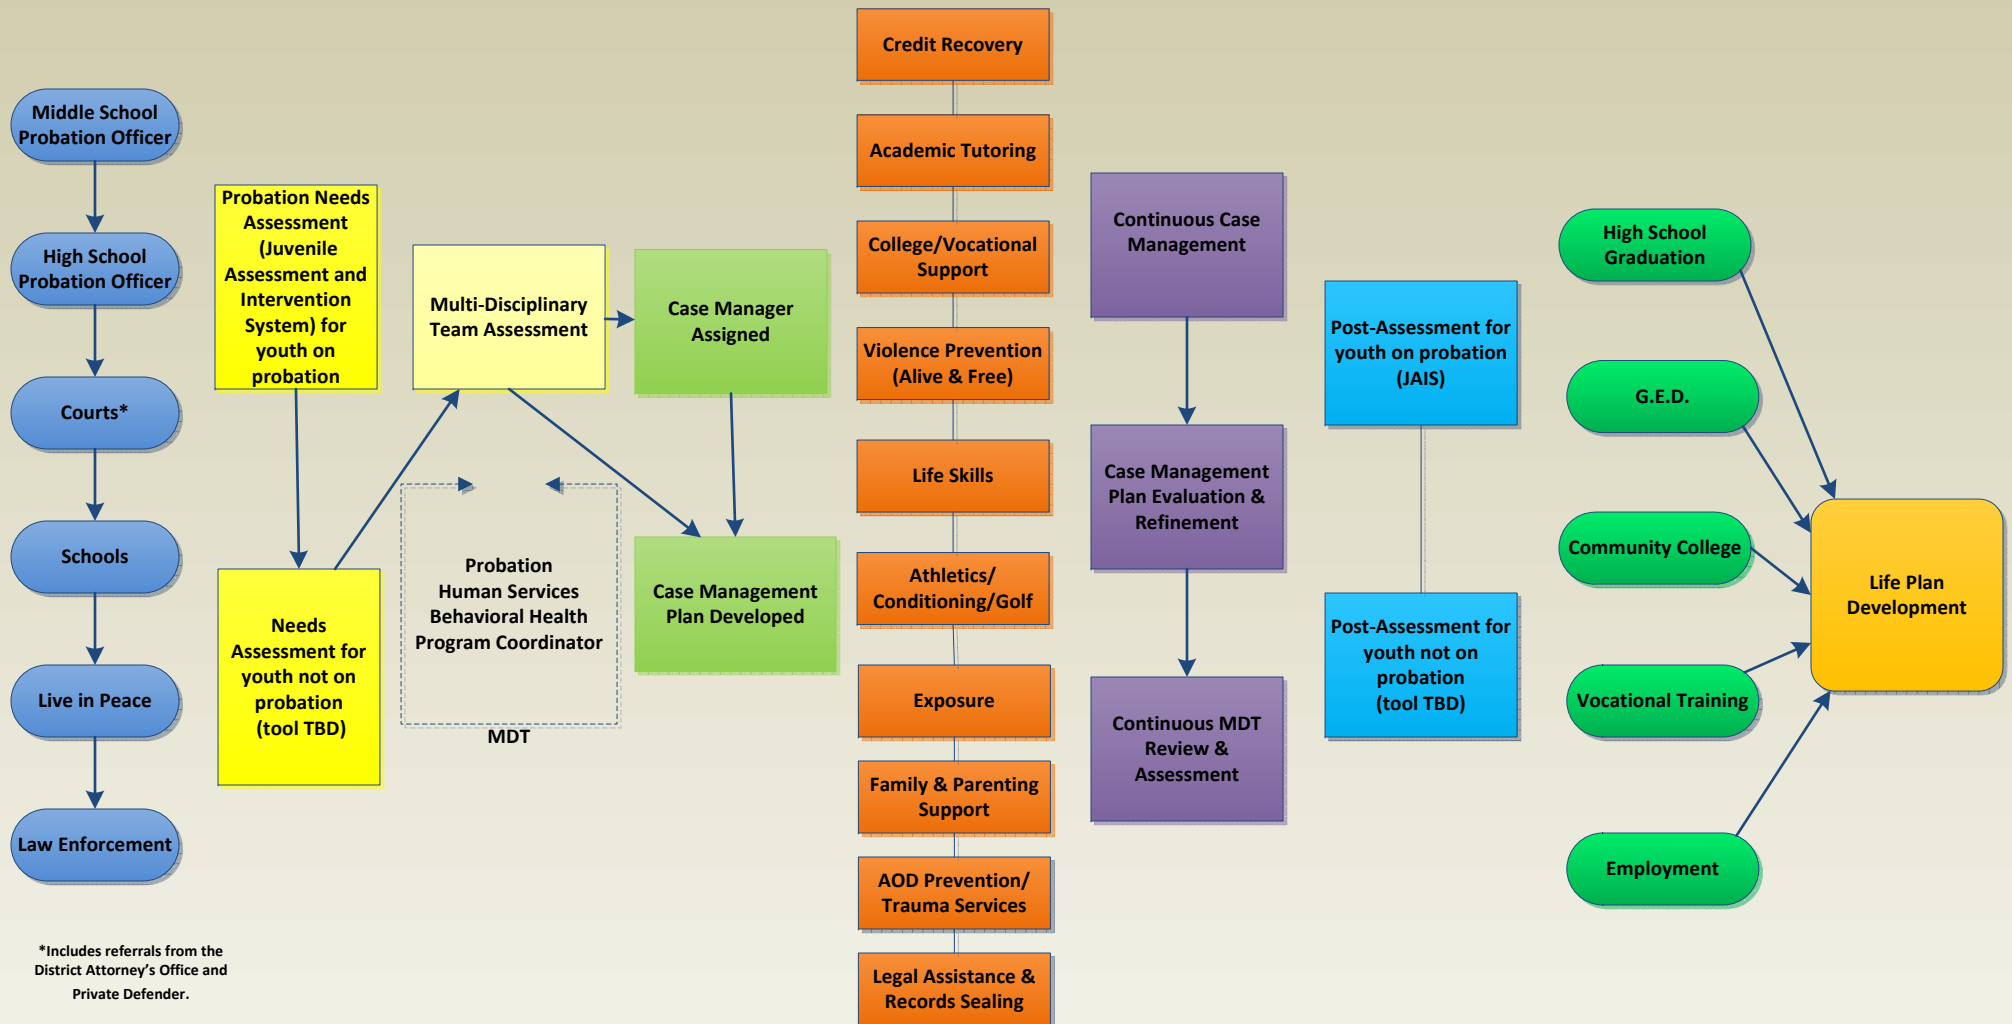 Middle School
Probation Officer
High School
Probation Officer
Courts*
Schools
Live in Peace
Law Enforcement
*Includes referrals from the
District Attorney's Office and
Private Defender.
Probation Needs
Assessment
(Juvenile
Assessment and
Intervention
System) for
youth on
probation
Needs
Assessment for
youth not on
probation
(tool TBD)
Multi-Disciplinary
Team Assessment
Probation
Human Services
Behavioral Health
Program Coordinator
MDT
Case Manager
Assigned
Case Management
Plan Developed
Credit Recovery
Academic Tutoring
College/Vocational
Support
Violence Prevention
(Alive & Free)
Life Skills
Athletics/
Conditioning/Golf
Exposure
Family & Parenting
Support
AOD Prevention/
Trauma Services
Legal Assistance &
Records Sealing
Continuous Case
Management
Case Management
Plan Evaluation &
Refinement
Continuous MDT
Review &
Assessment
Post-Assessment for
youth on probation
(JAIS)
Post-Assessment for
youth not on
probation
(tool TBD)
High School
Graduation
G.E.D.
Community College
Vocational Training
Employment
Life Plan
Development